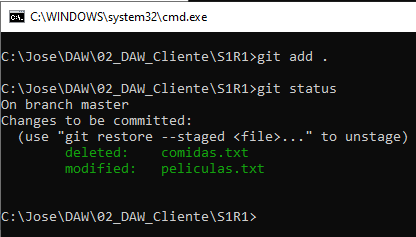 C:\WINDOWS\system32\cmd.exe
C:\Jose\DAW\02_DAW_Cliente\S1R1>git add .
C:\Jose\DAW\02_DAW_Cliente\S1R1>git status
On branch master
Changes to be committed:
  (use "git restore --staged <file>..." to unstage)
        deleted:    comidas.txt
        modified:   peliculas.txt
C:\Jose\DAW\02_DAW_Cliente\S1R1>